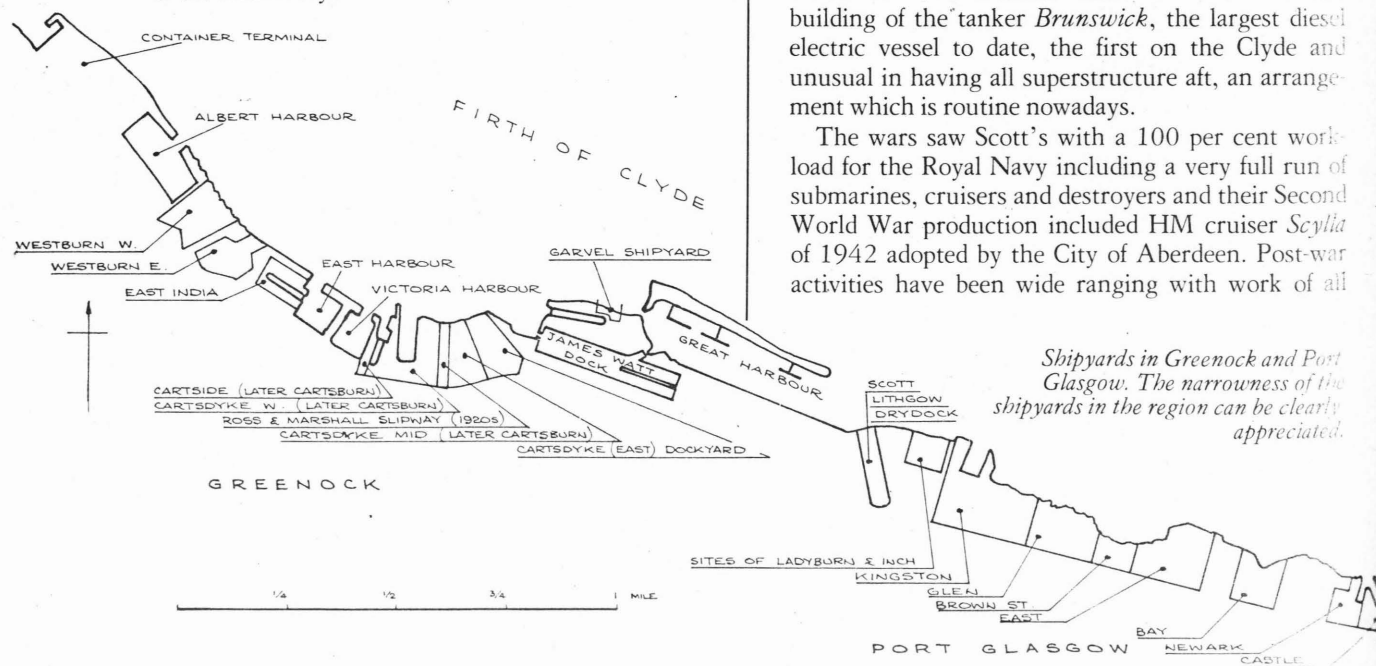 building of the tanker Brunswick, the largest diesel
electric vessel to date, the first on the Clyde and
unusual in having all superstructure aft, an arrange-
ment which is routine nowadays.
The wars saw Scott's with a 100 per cent work-
load for the Royal Navy including a very full run of
submarines, cruisers and destroyers and their Second
World War production included HM cruiser Scylla
of 1942 adopted by the City of Aberdeen. Post-war
activities have been wide ranging with work of all
CONTAINER TERMINAL
ALBERT HARBOUR
FIRTH OF CLYDE
WESTBURN W.
WESTBURN E.
EAST INDIA
EAST HARBOUR
VICTORIA HARBOUR
GARVEL SHIPYARD
JAMES WATT
DOCK
GREAT HARBOUR
CARTSIDE (LATER CARTSBURN)
CARTSDYKE W. (LATER CARTSBURN)
ROSS & MARSHALL SLIPWAY (1920S)
CARTSDYKE MID (LATER CARTSBURN)
CARTSDYKE (EAST) DOCKYARD
GREENOCK
Shipyards in Greenock and Port
Glasgow. The narrowness of the
shipyards in the region can be clearly
appreciated.
SCOTT
LITHGOW
DRYDOCK
SITES OF LADYBURN & INCH
KINGSTON
GLEN
BROWN ST.
EAST
BAY
NEWARK
CASTLE
PORT GLASGOW
1/4 1/2 3/4 1 MILE